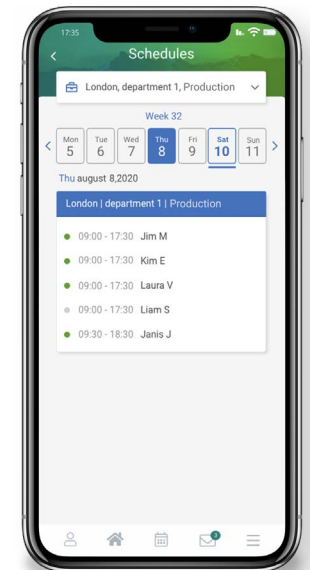 17:35
Schedules
London, department 1, Production
Week 32
Mon Tue Wed Thu Fri Sat Sun
5 6 7 8 9 10 11
Thu august 8,2020
London | department 1 | Production
09:00 - 17:30 Jim M
09:00 - 17:30 Kim E
09:00 - 17:30 Laura V
09:00 - 17:30 Liam S
09:30 - 18:30 Janis J
3